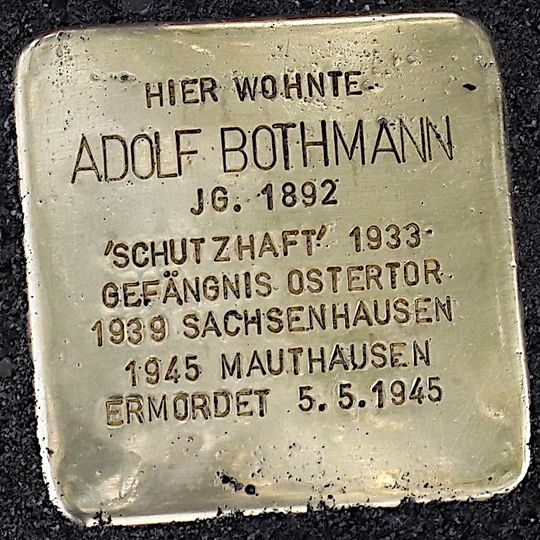 HIER WOHNTE
ADOLF BOTHMANN
JG. 1892
'SCHUTZHAFT' 1933
GEFÄNGNIS OSTERTOR
1939 SACHSENHAUSEN
1945 MAUTHAUSEN
ERMORDET 5.5.1945